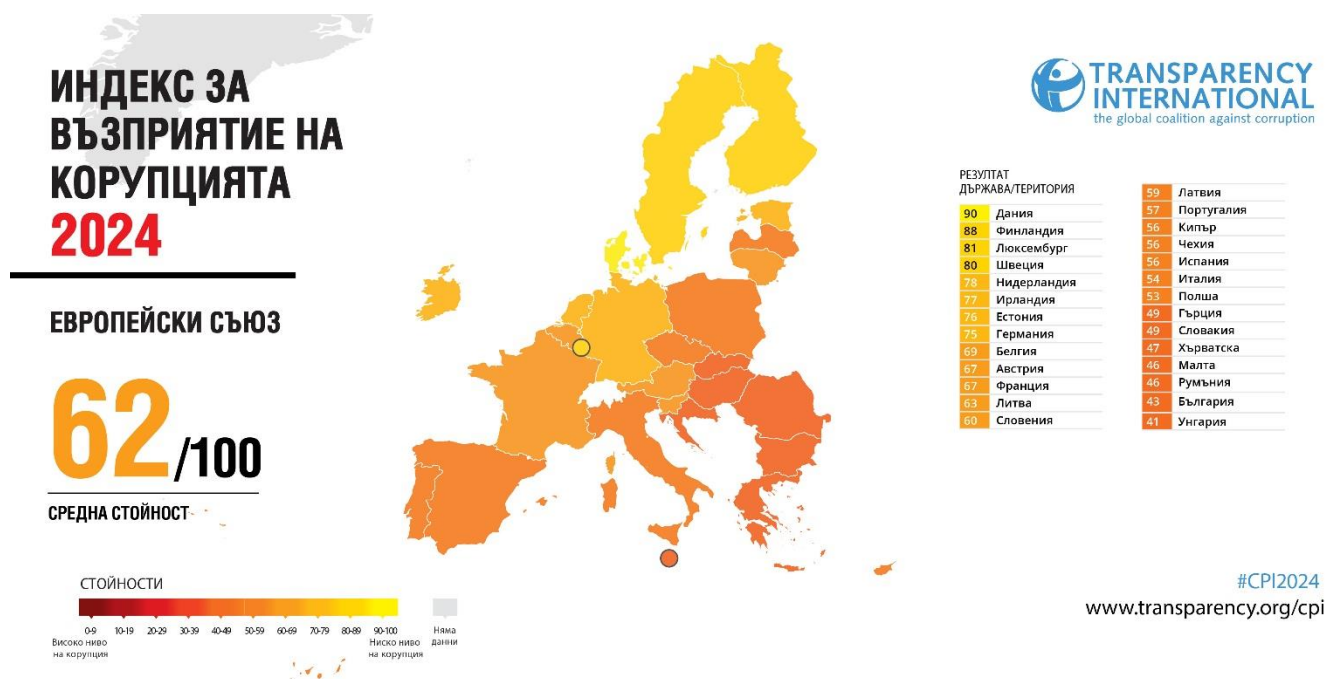 ИНДЕКС ЗА
ВЪЗПРИЯТИЕ НА
КОРУПЦИЯТА
2024
ЕВРОПЕЙСКИ СЪЮЗ
62/100
СРЕДНА СТОЙНОСТ
СТОЙНОСТИ
0-9 10-19 20-29 30-39 40-49 50-59 60-69 70-79 80-89 90-100
Високо ниво
на корупция
Ниско ниво
на корупция
Няма
данни
TRANSPARENCY
INTERNATIONAL
the global coalition against corruption
РЕЗУЛТАТ
ДЪРЖАВА/ТЕРИТОРИЯ
90 Дания
88 Финландия
81 Люксембург
80 Швеция
78 Нидерландия
77 Ирландия
76 Естония
75 Германия
69 Белгия
67 Австрия
67 Франция
63 Литва
60 Словения
59 Латвия
57 Португалия
56 Кипър
56 Чехия
56 Испания
54 Италия
53 Полша
49 Гърция
49 Словакия
47 Хърватска
46 Малта
46 Румъния
43 България
41 Унгария
#CPI2024
www.transparency.org/cpi